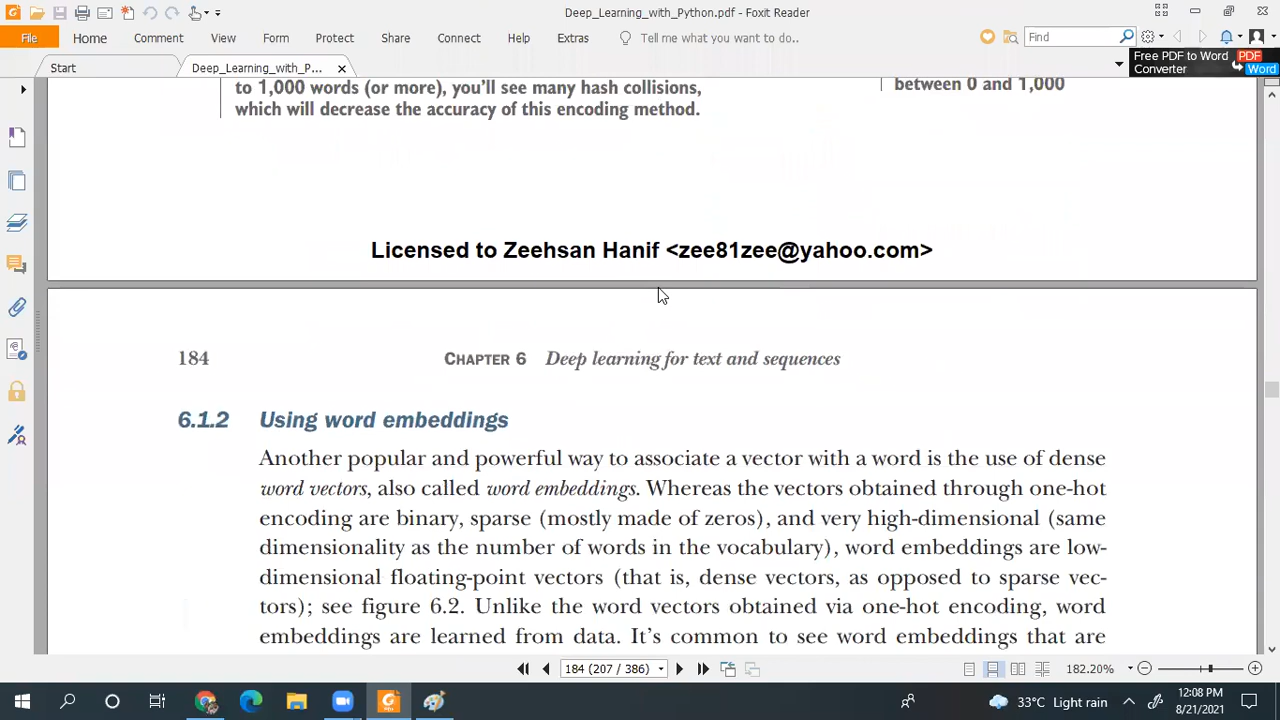 Deep_Learning_with_Python.pdf - Foxit Reader
File Home Comment View Form Protect Share Connect Help Extras Tell me what you want to do.. Find
Start Deep_Learning_with_P...
Free PDF to Word
Converter
PDF
Word
to 1,000 words (or more), you'll see many hash collisions,
which will decrease the accuracy of this encoding method.
between 0 and 1,000
Licensed to Zeehsan Hanif <zee81zee@yahoo.com>
184 CHAPTER 6 Deep learning for text and sequences
6.1.2 Using word embeddings
Another popular and powerful way to associate a vector with a word is the use of dense
word vectors, also called word embeddings. Whereas the vectors obtained through one-hot
encoding are binary, sparse (mostly made of zeros), and very high-dimensional (same
dimensionality as the number of words in the vocabulary), word embeddings are low-
dimensional floating-point vectors (that is, dense vectors, as opposed to sparse vec-
tors); see figure 6.2. Unlike the word vectors obtained via one-hot encoding, word
embeddings are learned from data. It's common to see word embeddings that are
184 (207 / 386) 182.20%
33°C Light rain
12:08 PM
8/21/2021